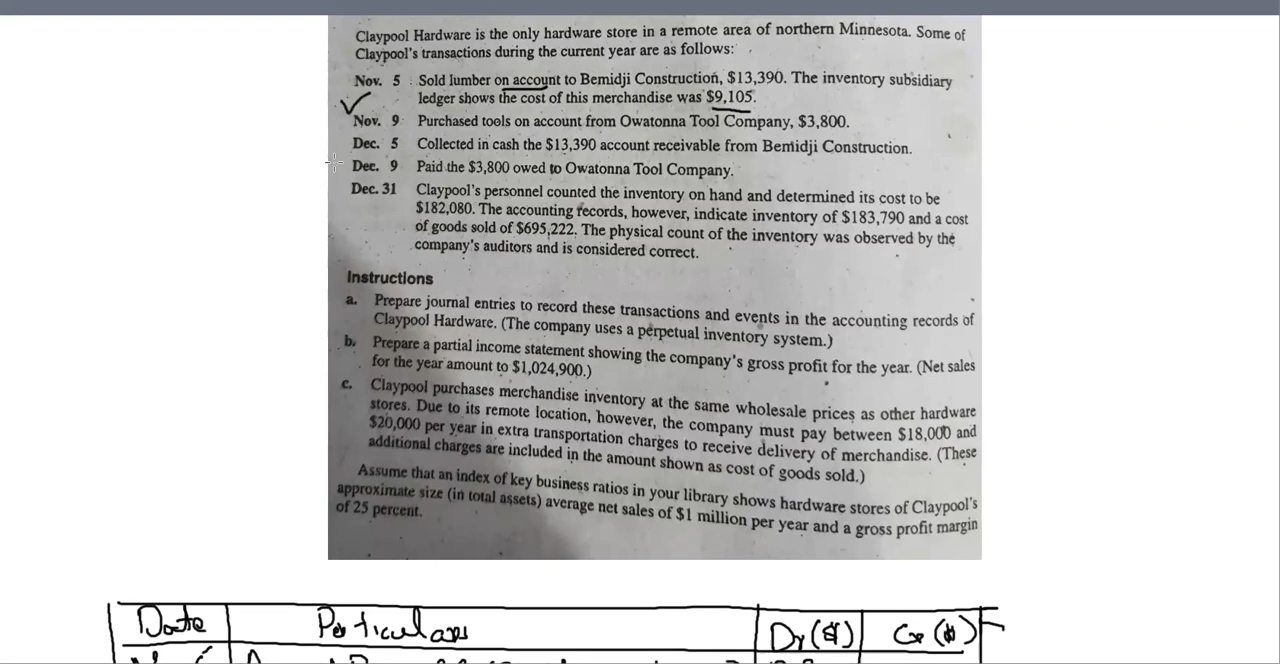 Claypool Hardware is the only hardware store in a remote area of northern Minnesota. Some of
Claypool's transactions during the current year are as follows:
Nov. 5 Sold lumber on account to Bemidji Construction, $13,390. The inventory subsidiary
ledger shows the cost of this merchandise was $9,105.
Nov. 9 Purchased tools on account from Owatonna Tool Company, $3,800.
Dec. 5 Collected in cash the $13,390 account receivable from Bemidji Construction.
Dec. 9 Paid the $3,800 owed to Owatonna Tool Company.
Dec. 31 Claypool's personnel counted the inventory on hand and determined its cost to be
$182,080. The accounting records, however, indicate inventory of $183,790 and a cost
of goods sold of $695,222. The physical count of the inventory was observed by the
company's auditors and is considered correct.
Instructions
a. Prepare journal entries to record these transactions and events in the accounting records of
Claypool Hardware. (The company uses a perpetual inventory system.)
b. Prepare a partial income statement showing the company's gross profit for the year. (Net sales
for the year amount to $1,024,900.)
c. Claypool purchases merchandise inventory at the same wholesale prices as other hardware
stores. Due to its remote location, however, the company must pay between $18,000 and
$20,000 per year in extra transportation charges to receive delivery of merchandise. (These
additional charges are included in the amount shown as cost of goods sold.)
Assume that an index of key business ratios in your library shows hardware stores of Claypool's
approximate size (in total assets) average net sales of $1 million per year and a gross profit margin
of 25 percent.
Date Particulars Dr ($) Cr ($)